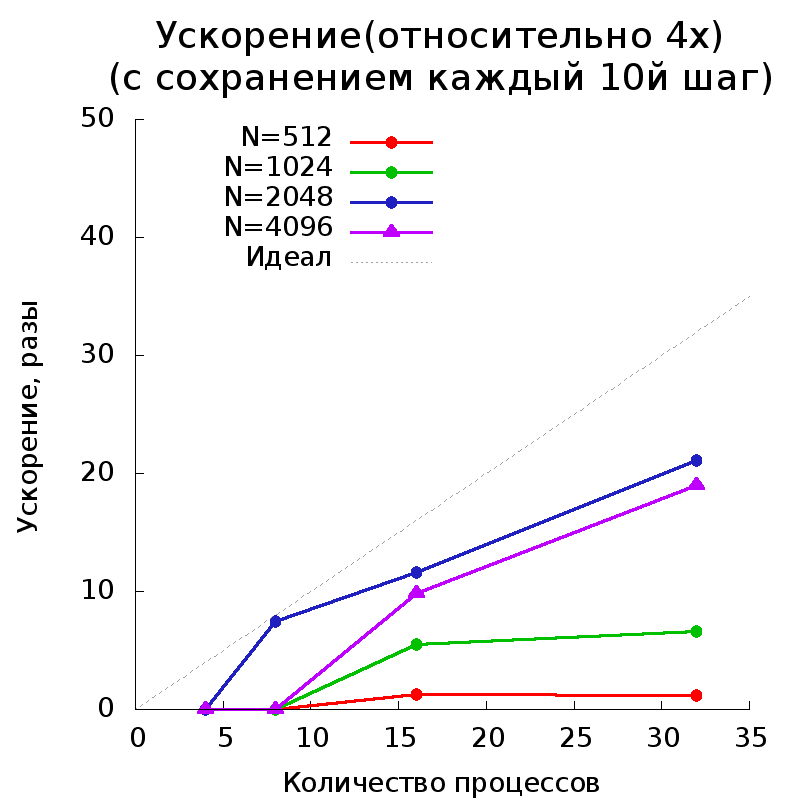 Ускорение(относительно 4x)
(с сохранением каждый 10й шаг)
50
40
30
20
10
0
N=512
N=1024
N=2048
N=4096
Идеал
Ускорение, разы
0 5 10 15 20 25 30 35
Количество процессов